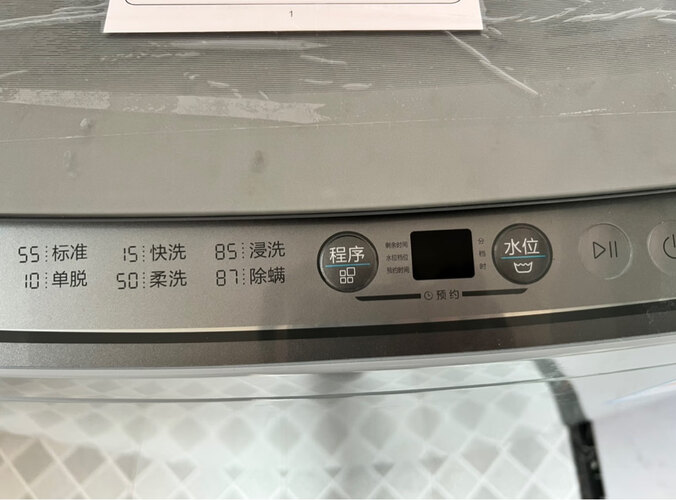 1
55 标准 15 快洗 85 浸洗
10 单脱 50 柔洗 87 除螨
程序
剩余时间 分
水位档位 档
预约时间 时
水位
预约